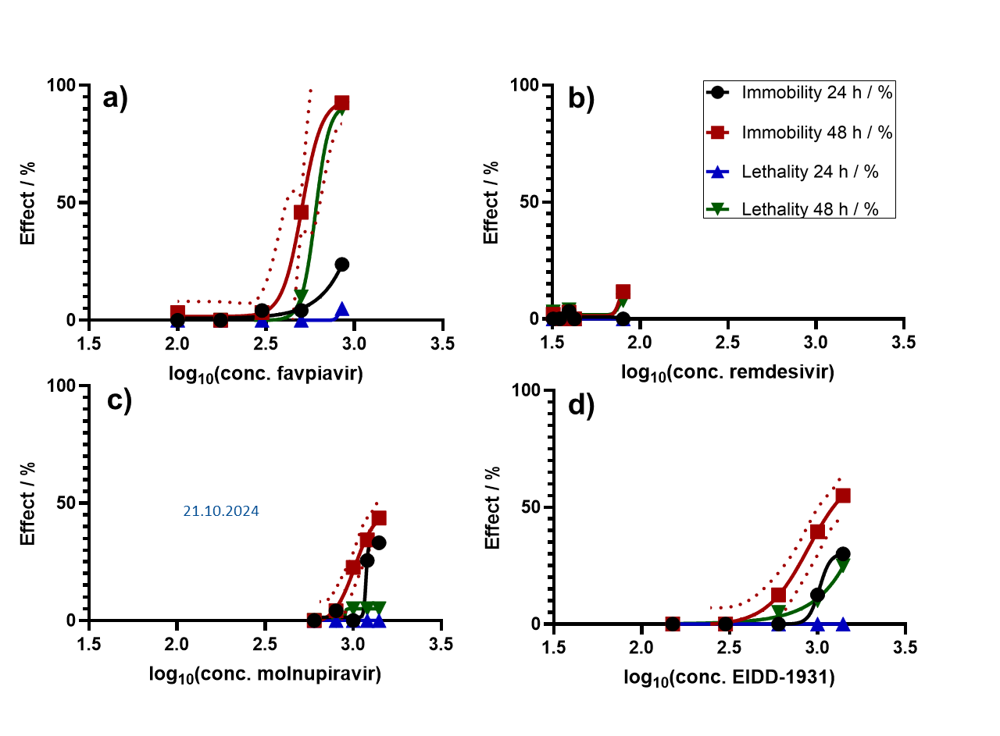 a)
100
50
0
Effect / %
1.5 2.0 2.5 3.0 3.5
log10(conc. favpiavir)
b)
100
50
0
Effect / %
1.5 2.0 2.5 3.0 3.5
log10(conc. remdesivir)
Immobility 24 h / %
Immobility 48 h / %
Lethality 24 h / %
Lethality 48 h / %
c)
100
50
0
Effect / %
21.10.2024
1.5 2.0 2.5 3.0 3.5
log10(conc. molnupiravir)
d)
100
50
0
Effect / %
1.5 2.0 2.5 3.0 3.5
log10(conc. EIDD-1931)